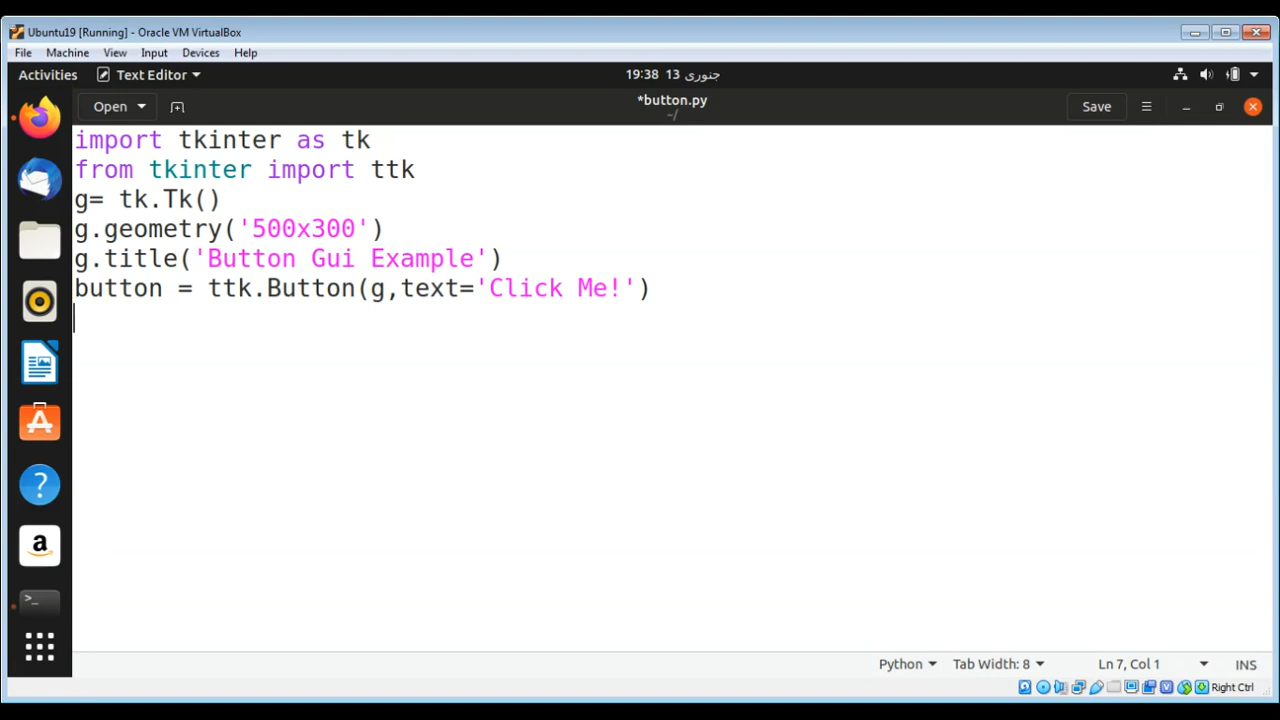 Ubuntu19 [Running] - Oracle VM VirtualBox
File Machine View Input Devices Help
Activities Text Editor 19:38 13 جنوری
Open *button.py Save
~/
import tkinter as tk
from tkinter import ttk
g= tk.Tk()
g.geometry('500x300')
g.title('Button Gui Example')
button = ttk.Button(g,text='Click Me!')
Python Tab Width: 8 Ln 7, Col 1 INS
Right Ctrl